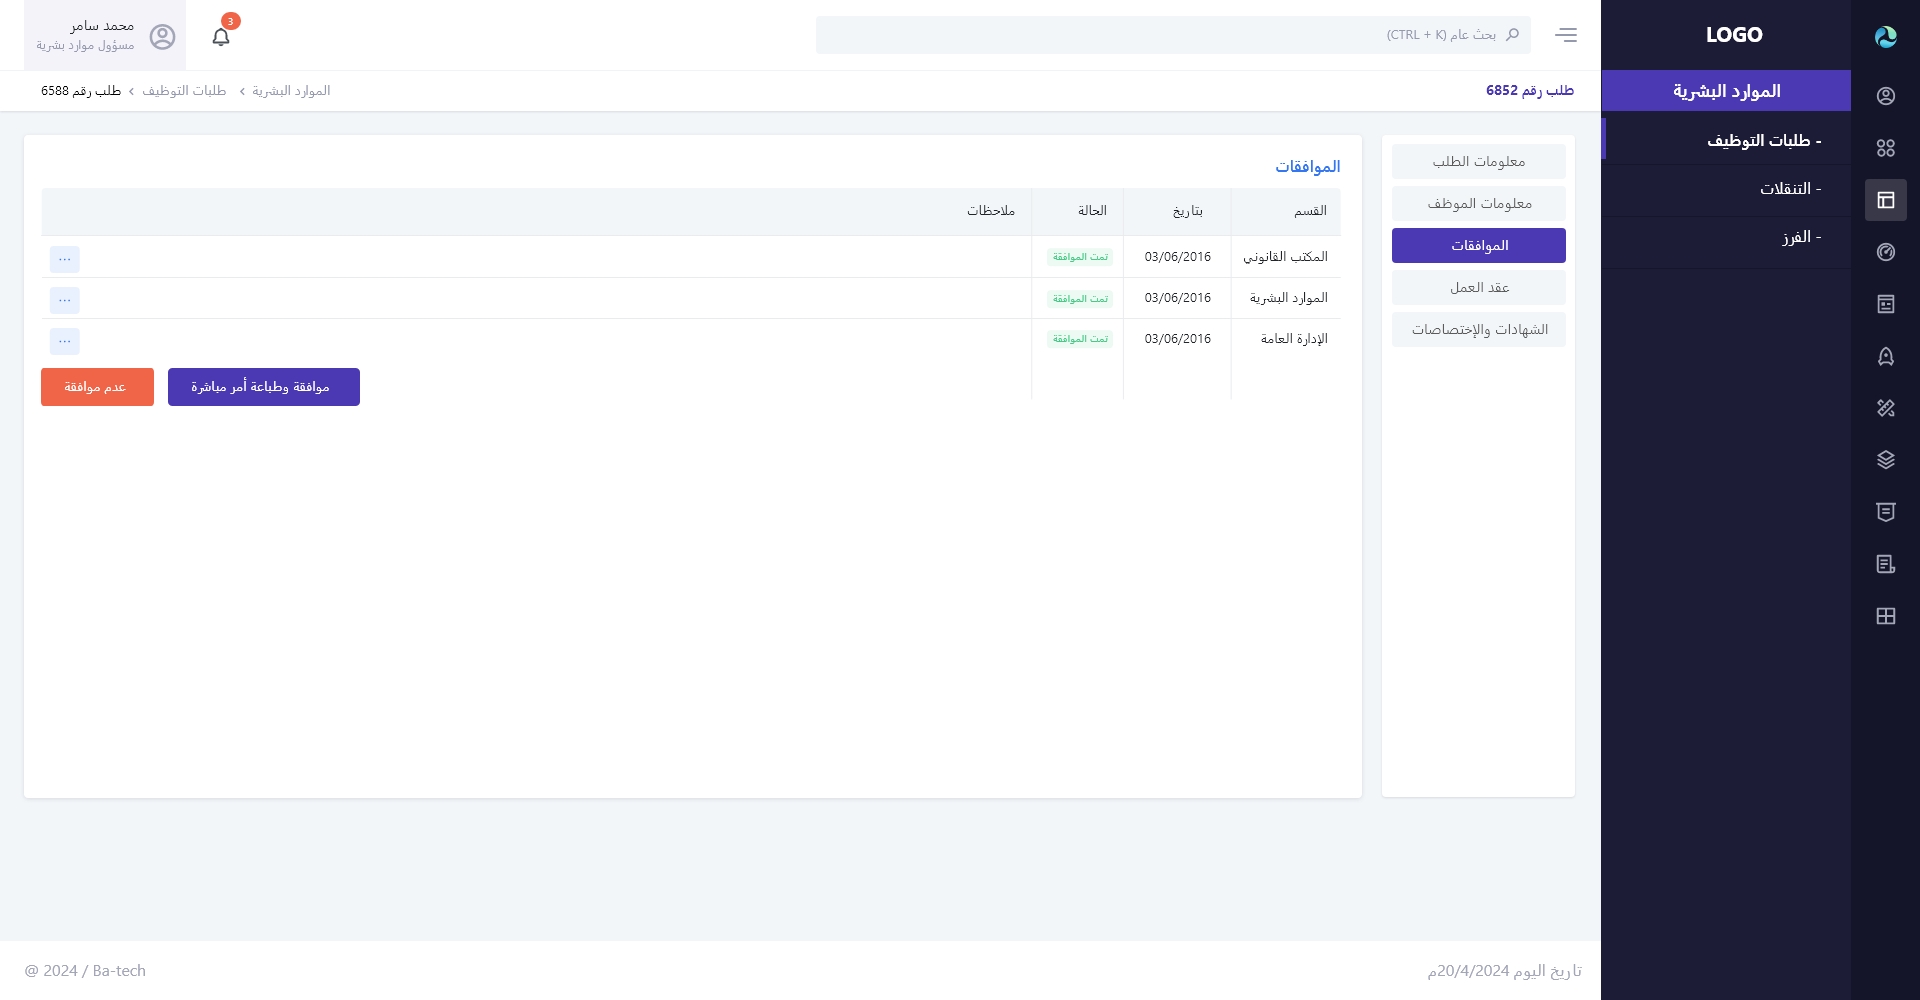 LOGO
الموارد البشرية
- طلبات التوظيف
- التنقلات
- الفرز
بحث عام (CTRL + K)
3
محمد سامر
مسؤول موارد بشرية
طلب رقم 6852
الموارد البشرية › طلبات التوظيف › طلب رقم 6588
معلومات الطلب
معلومات الموظف
الموافقات
عقد العمل
الشهادات والإختصاصات
الموافقات
القسم بتاريخ الحالة ملاحظات
المكتب القانوني 03/06/2016 تمت الموافقة ...
الموارد البشرية 03/06/2016 تمت الموافقة ...
الإدارة العامة 03/06/2016 تمت الموافقة ...
موافقة وطباعة أمر مباشرة
عدم موافقة
تاريخ اليوم 20/4/2024م
@ 2024 / Ba-tech